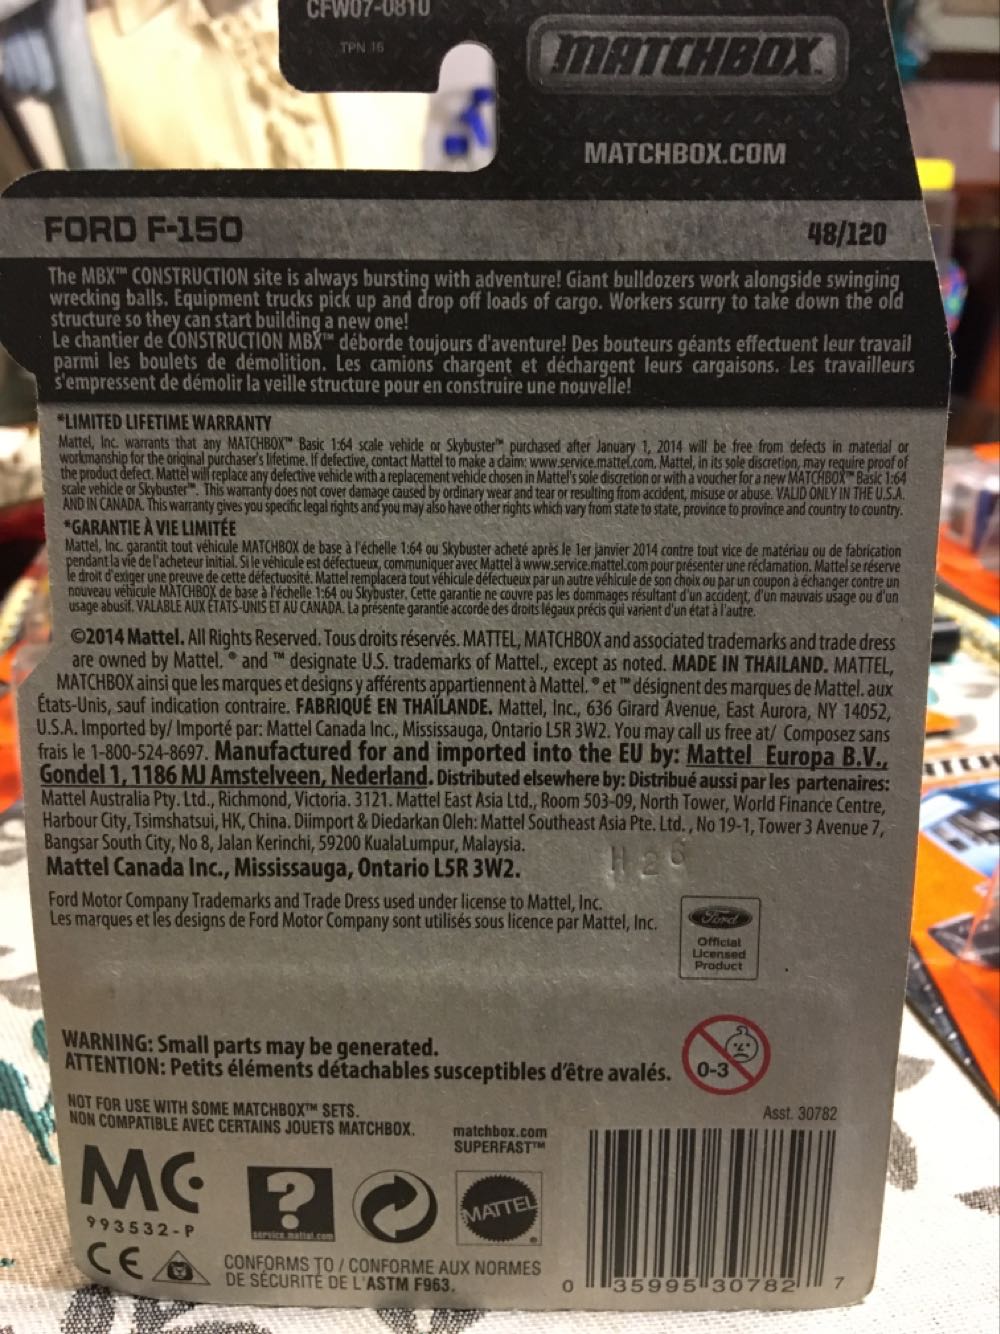 CFW07-0810
TPN 16
MATCHBOX
MATCHBOX.COM
FORD F-150
48/120
The MBX™ CONSTRUCTION site is always bursting with adventure! Giant bulldozers work alongside swinging
wrecking balls. Equipment trucks pick up and drop off loads of cargo. Workers scurry to take down the old
structure so they can start building a new one!
Le chantier de CONSTRUCTION MBX™ déborde toujours d'aventure! Des bouteurs géants effectuent leur travail
parmi les boulets de démolition. Les camions chargent et déchargent leurs cargaisons. Les travailleurs
s'empressent de démolir la veille structure pour en construire une nouvelle!
*LIMITED LIFETIME WARRANTY
Mattel, Inc. warrants that any MATCHBOX™ Basic 1:64 scale vehicle or Skybuster™ purchased after January 1, 2014 will be free from defects in material or
workmanship for the original purchaser's lifetime. If defective, contact Mattel to make a claim: www.service.mattel.com. Mattel, in its sole discretion, may require proof of
the product defect. Mattel will replace any defective vehicle with a replacement vehicle chosen in Mattel's sole discretion or with a voucher for a new MATCHBOX™ Basic 1:64
scale vehicle or Skybuster™. This warranty does not cover damage caused by ordinary wear and tear or resulting from accident, misuse or abuse. VALID ONLY IN THE U.S.A.
AND IN CANADA. This warranty gives you specific legal rights and you may also have other rights which vary from state to state, province to province and country to country.
*GARANTIE À VIE LIMITÉE
Mattel, Inc. garantit tout véhicule MATCHBOX de base à l'échelle 1:64 ou Skybuster acheté après le 1er janvier 2014 contre tout vice de matériau ou de fabrication
pendant la vie de l'acheteur initial. Si le véhicule est défectueux, communiquer avec Mattel à www.service.mattel.com pour présenter une réclamation. Mattel se réserve
le droit d'exiger une preuve de cette défectuosité. Mattel remplacera tout véhicule défectueux par un autre véhicule de son choix ou par un coupon à échanger contre un
nouveau véhicule MATCHBOX de base à l'échelle 1:64 ou Skybuster. Cette garantie ne couvre pas les dommages résultant d'un accident, d'un mauvais usage ou d'un
usage abusif. VALABLE AUX ÉTATS-UNIS ET AU CANADA. La présente garantie accorde des droits légaux précis qui varient d'un état à l'autre.
©2014 Mattel. All Rights Reserved. Tous droits réservés. MATTEL, MATCHBOX and associated trademarks and trade dress
are owned by Mattel. ® and ™ designate U.S. trademarks of Mattel., except as noted. MADE IN THAILAND. MATTEL,
MATCHBOX ainsi que les marques et designs y afférents appartiennent à Mattel. ® et ™ désignent des marques de Mattel. aux
États-Unis, sauf indication contraire. FABRIQUÉ EN THAÏLANDE. Mattel, Inc., 636 Girard Avenue, East Aurora, NY 14052,
U.S.A. Imported by/ Importé par: Mattel Canada Inc., Mississauga, Ontario L5R 3W2. You may call us free at/ Composez sans
frais le 1-800-524-8697. Manufactured for and imported into the EU by: Mattel Europa B.V.,
Gondel 1, 1186 MJ Amstelveen, Nederland. Distributed elsewhere by: Distribué aussi par les partenaires:
Mattel Australia Pty. Ltd., Richmond, Victoria. 3121. Mattel East Asia Ltd., Room 503-09, North Tower, World Finance Centre,
Harbour City, Tsimshatsui, HK, China. Diimport & Diedarkan Oleh: Mattel Southeast Asia Pte. Ltd. , No 19-1, Tower 3 Avenue 7,
Bangsar South City, No 8, Jalan Kerinchi, 59200 KualaLumpur, Malaysia.
Mattel Canada Inc., Mississauga, Ontario L5R 3W2.
H26
Ford Motor Company Trademarks and Trade Dress used under license to Mattel, Inc.
Les marques et les designs de Ford Motor Company sont utilisés sous licence par Mattel, Inc.
Ford
Official
Licensed
Product
WARNING: Small parts may be generated.
ATTENTION: Petits éléments détachables susceptibles d'être avalés.
0-3
NOT FOR USE WITH SOME MATCHBOX™ SETS.
NON COMPATIBLE AVEC CERTAINS JOUETS MATCHBOX.
Asst. 30782
matchbox.com
SUPERFAST™
MC
993532-P
?
service.mattel.com
MATTEL
CE
CONFORMS TO / CONFORME AUX NORMES
DE SÉCURITÉ DE L'ASTM F963.
0 35995 30782 7